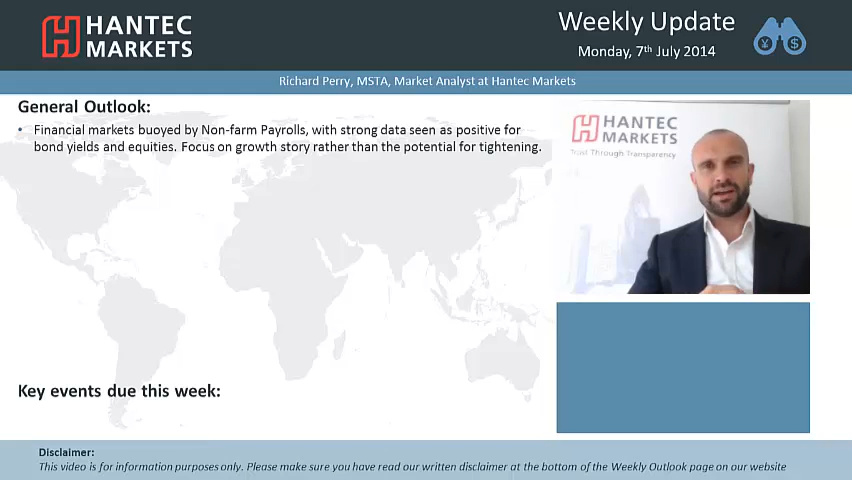 HANTEC
MARKETS
Weekly Update
Monday, 7th July 2014
¥ $
Richard Perry, MSTA, Market Analyst at Hantec Markets
General Outlook:
• Financial markets buoyed by Non-farm Payrolls, with strong data seen as positive for
bond yields and equities. Focus on growth story rather than the potential for tightening.
HANTEC
MARKETS
Trust Through Transparency
Key events due this week:
Disclaimer:
This video is for information purposes only. Please make sure you have read our written disclaimer at the bottom of the Weekly Outlook page on our website